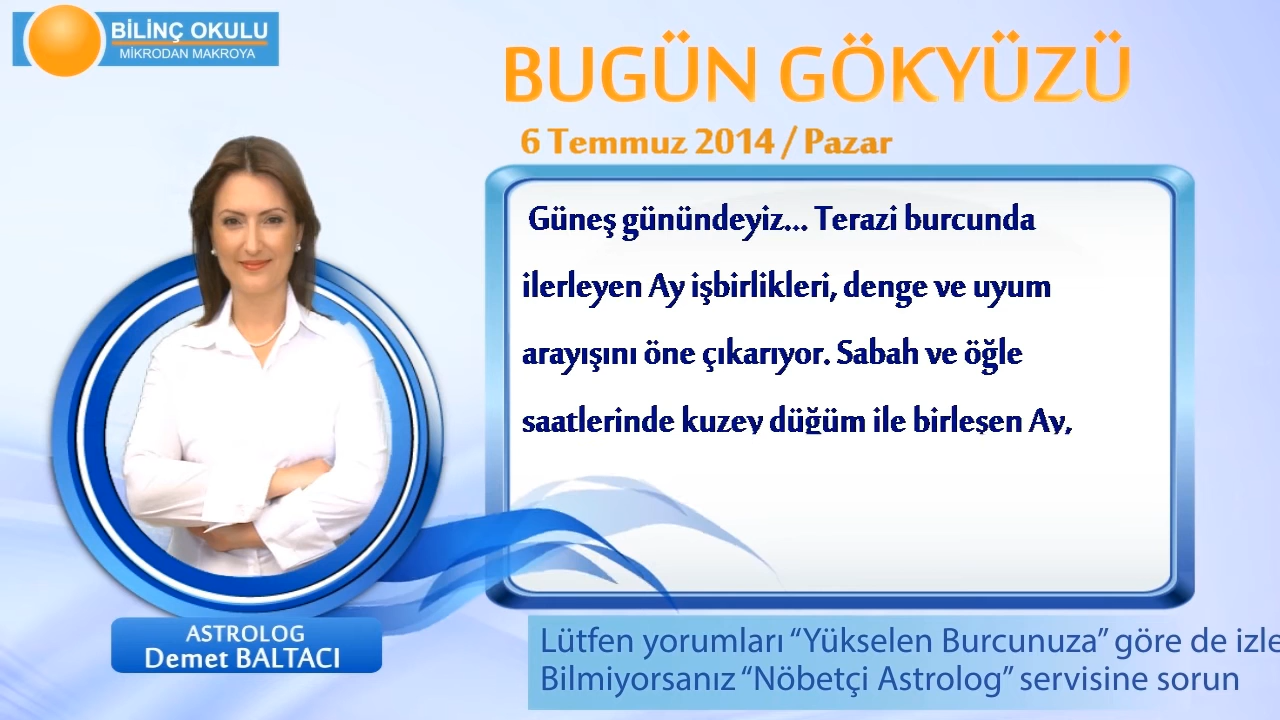 BİLİNÇ OKULU
MİKRODAN MAKROYA
BUGÜN GÖKYÜZÜ
6 Temmuz 2014 / Pazar
Güneş günündeyiz... Terazi burcunda
ilerleyen Ay işbirlikleri, denge ve uyum
arayışını öne çıkarıyor. Sabah ve öğle
saatlerinde kuzey düğüm ile birleşen Ay,
ASTROLOG
Demet BALTACI
Lütfen yorumları “Yükselen Burcunuza” göre de izle
Bilmiyorsanız “Nöbetçi Astrolog” servisine sorun